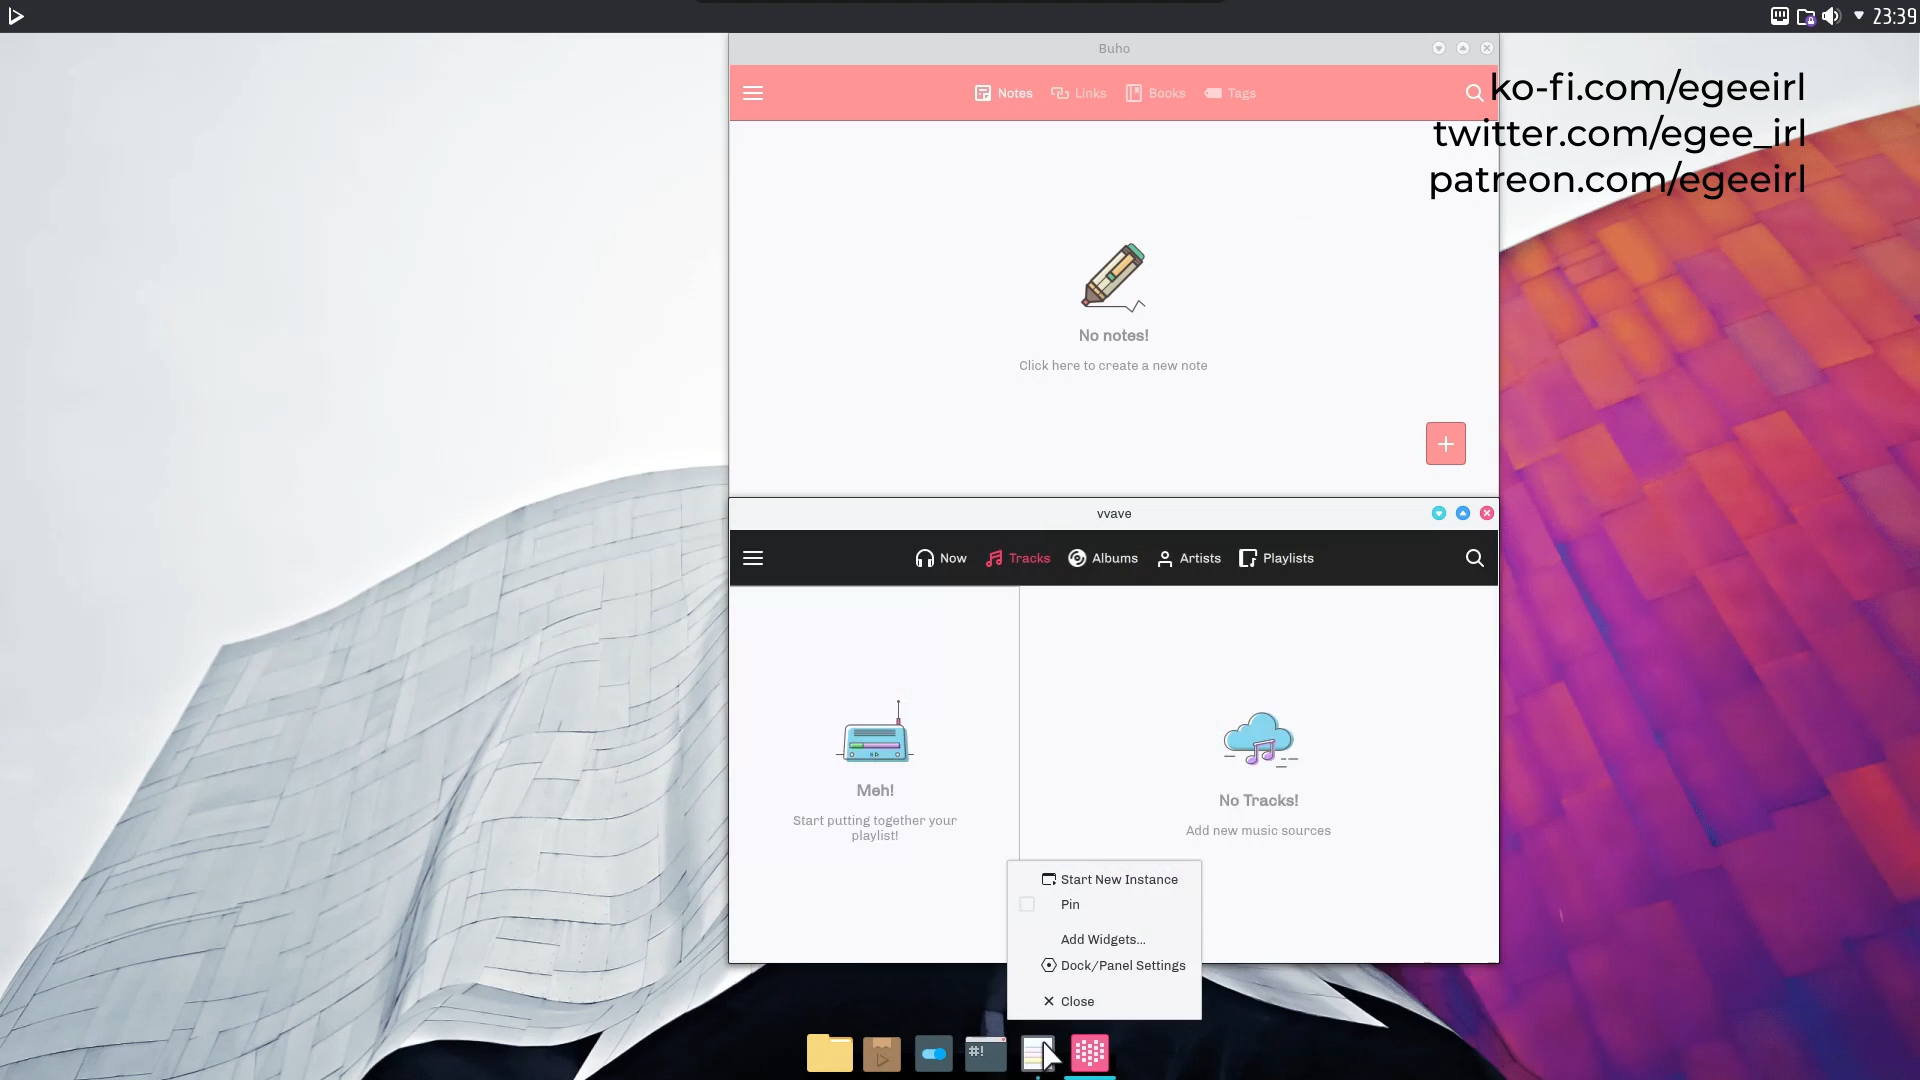 23:39
Buho
Notes
Links
Books
Tags
ko-fi.com/egeeirl
twitter.com/egee_irl
patreon.com/egeeirl
No notes!
Click here to create a new note
vvave
Now
Tracks
Albums
Artists
Playlists
Meh!
Start putting together your
playlist!
No Tracks!
Add new music sources
Start New Instance
Pin
Add Widgets...
Dock/Panel Settings
Close
#!